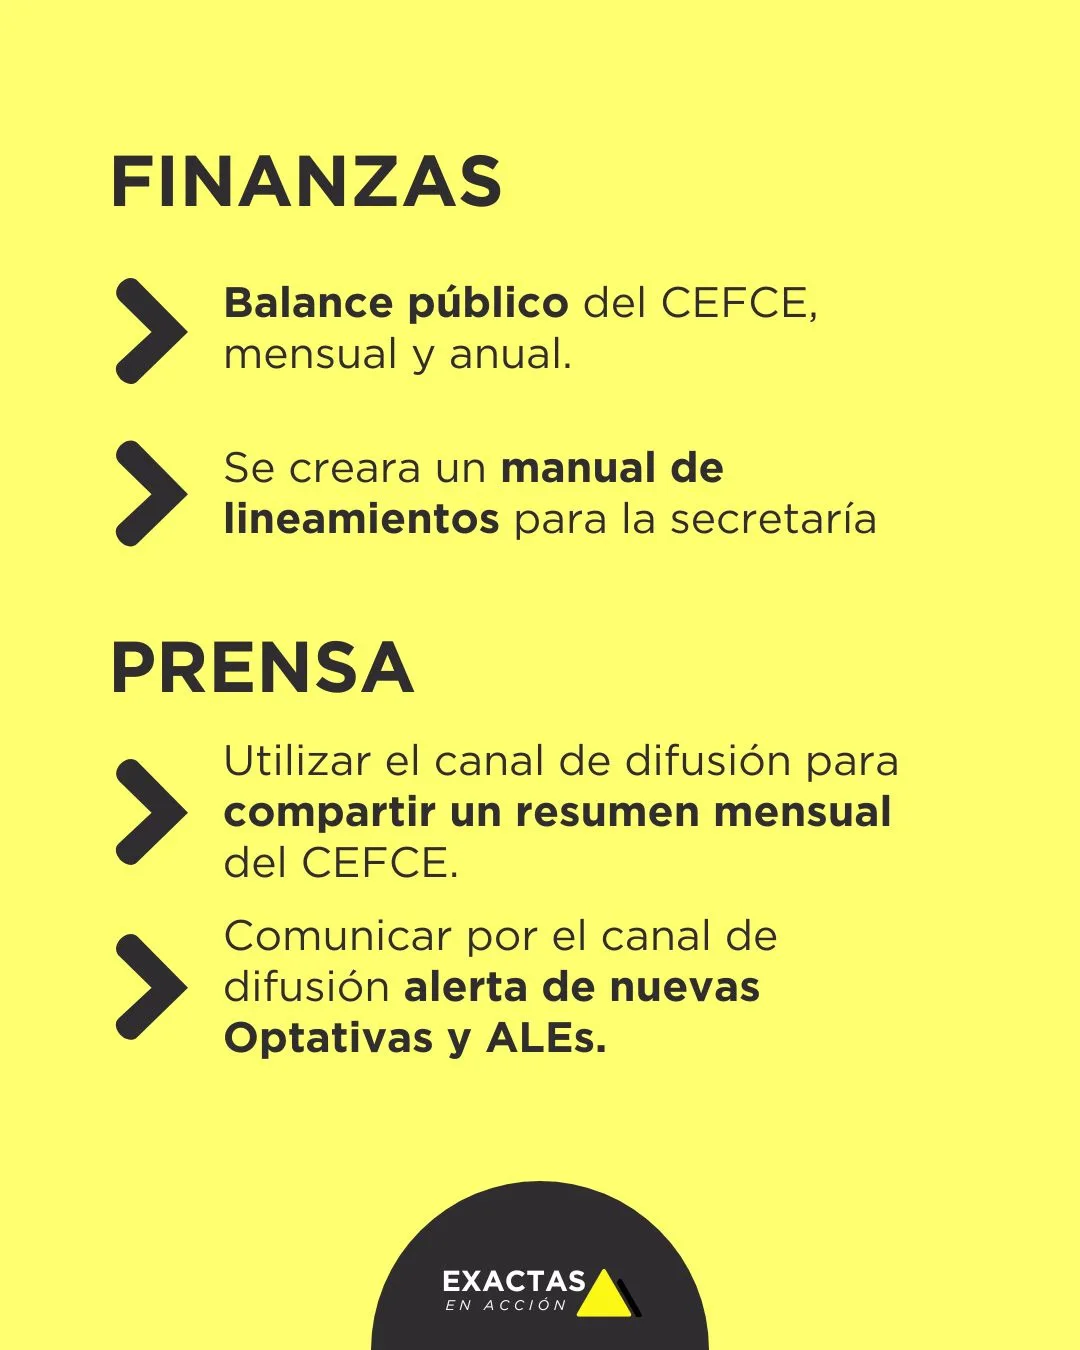 FINANZAS
Balance público del CEFCE,
mensual y anual.
Se creara un manual de
lineamientos para la secretaría
PRENSA
Utilizar el canal de difusión para
compartir un resumen mensual
del CEFCE.
Comunicar por el canal de
difusión alerta de nuevas
Optativas y ALEs.
EXACTAS
EN ACCIÓN